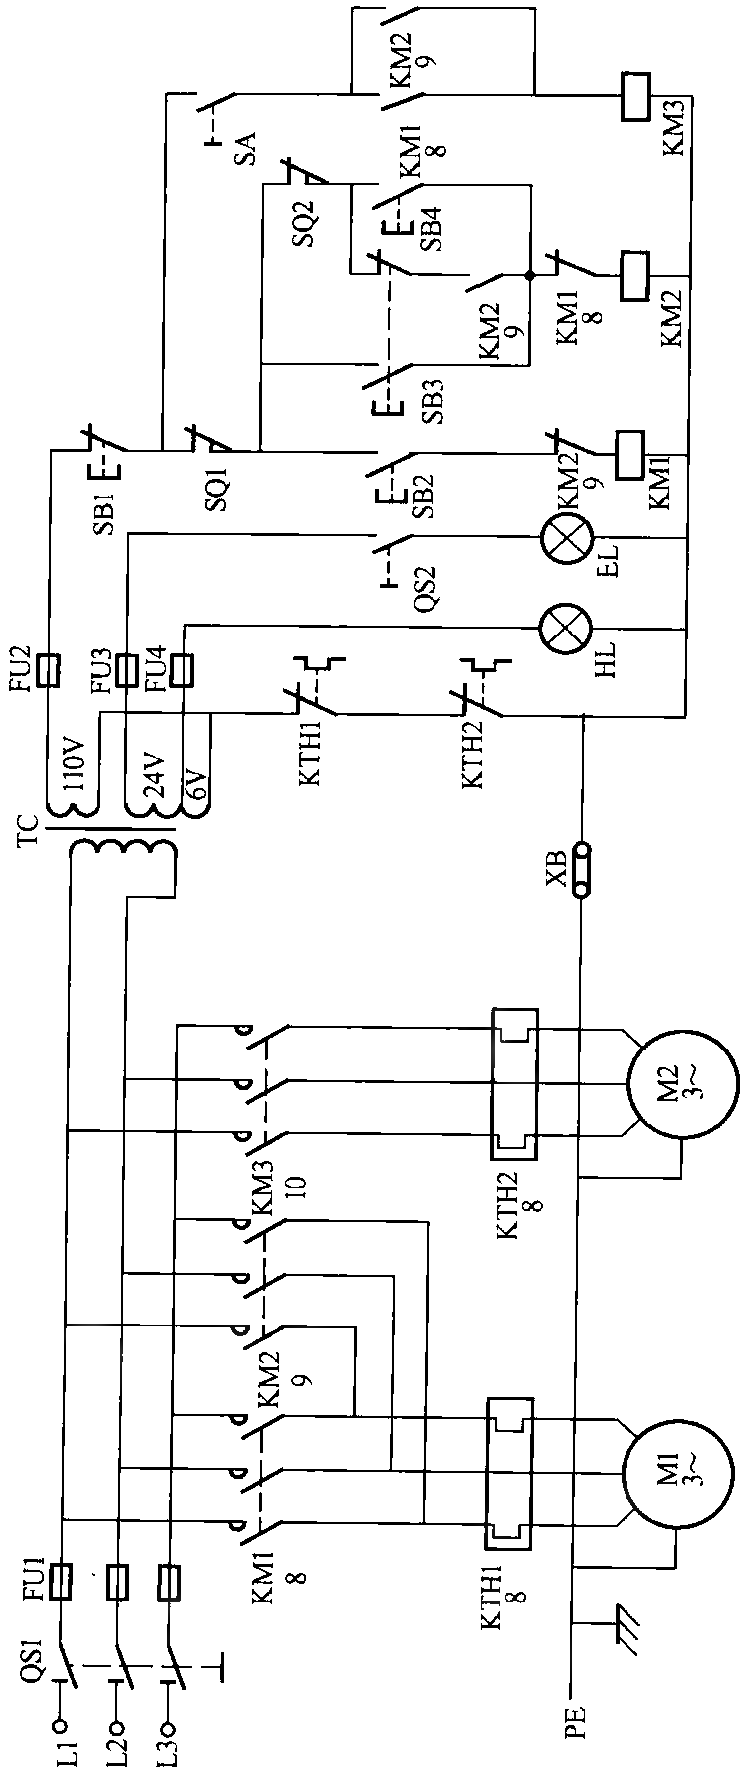 L1
L2
L3
QS1
FU1
KM1
8
KM2
9
KM3
10
KTH1
8
KTH2
8
M1
3~
M2
3~
PE
XB
TC
110V
24V
6V
FU2
FU3
FU4
KTH1
KTH2
HL
QS2
EL
SB1
SQ1
SB2
KM2
9
KM1
SB3
SQ2
SB4
KM2
9
KM1
8
KM2
SA
KM1
8
KM2
9
KM3